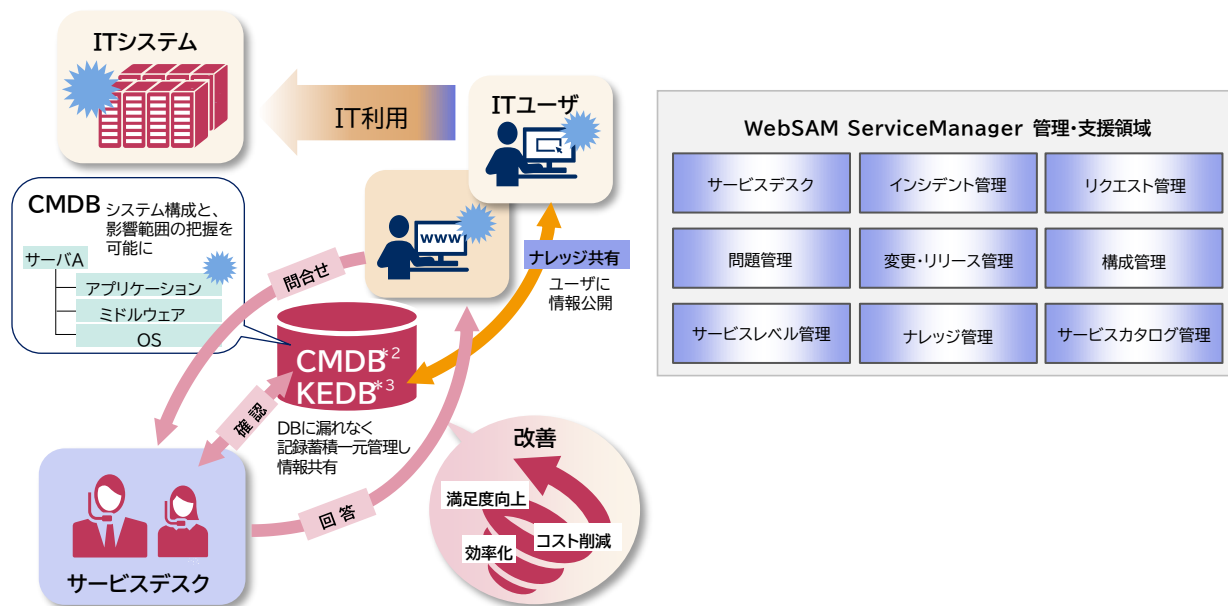 ITシステム
IT利用
ITユーザ
CMDB システム構成と、
影響範囲の把握を
可能に
サーバA
アプリケーション
ミドルウェア
OS
WWW
問合せ
ナレッジ共有
ユーザに
情報公開
CMDB*2
KEDB*3
確認
DBに漏れなく
記録蓄積一元管理し
情報共有
回答
サービスデスク
改善
満足度向上
コスト削減
効率化
WebSAM ServiceManager 管理・支援領域
サービスデスク
インシデント管理
リクエスト管理
問題管理
変更・リリース管理
構成管理
サービスレベル管理
ナレッジ管理
サービスカタログ管理